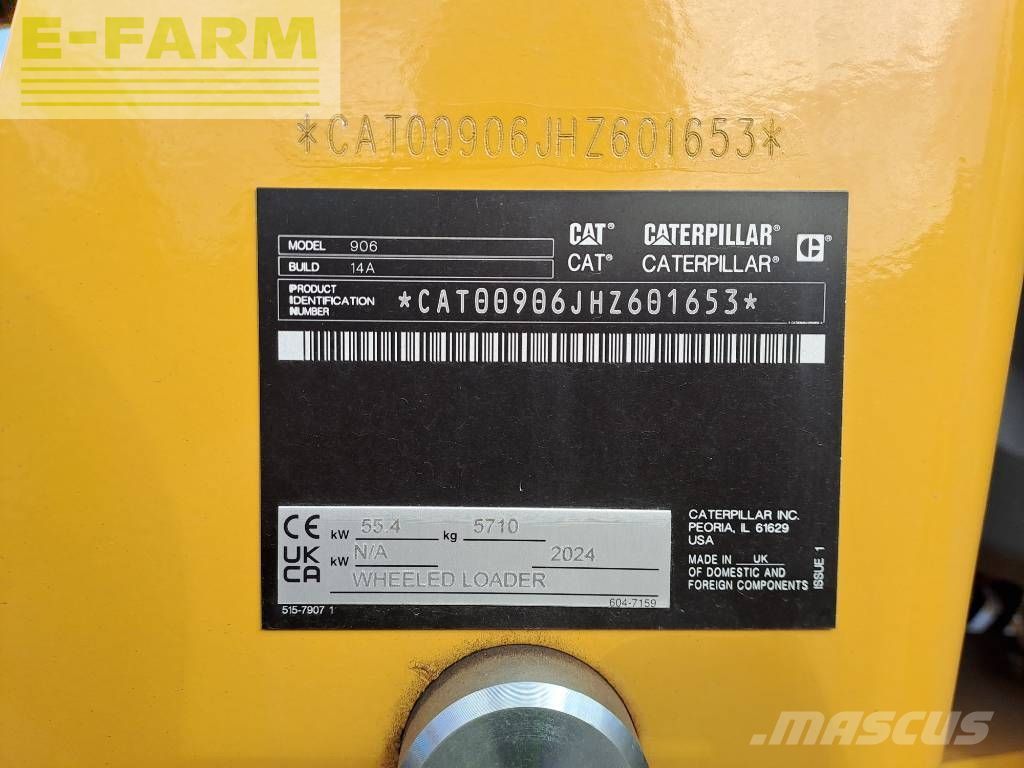 E-FARM
*CAT00906JHZ601653*
CAT® CATERPILLAR®
CAT® CATERPILLAR®
MODEL 906
BUILD 14A
PRODUCT
IDENTIFICATION
NUMBER
*CAT00906JHZ601653*
CE kW 55.4 kg 5710
UK
CA kW N/A 2024
WHEELED LOADER
515-7907 1
604-7159
CATERPILLAR INC.
PEORIA, IL 61629
USA
MADE IN UK
OF DOMESTIC AND
FOREIGN COMPONENTS
ISSUE 1
MASCUS